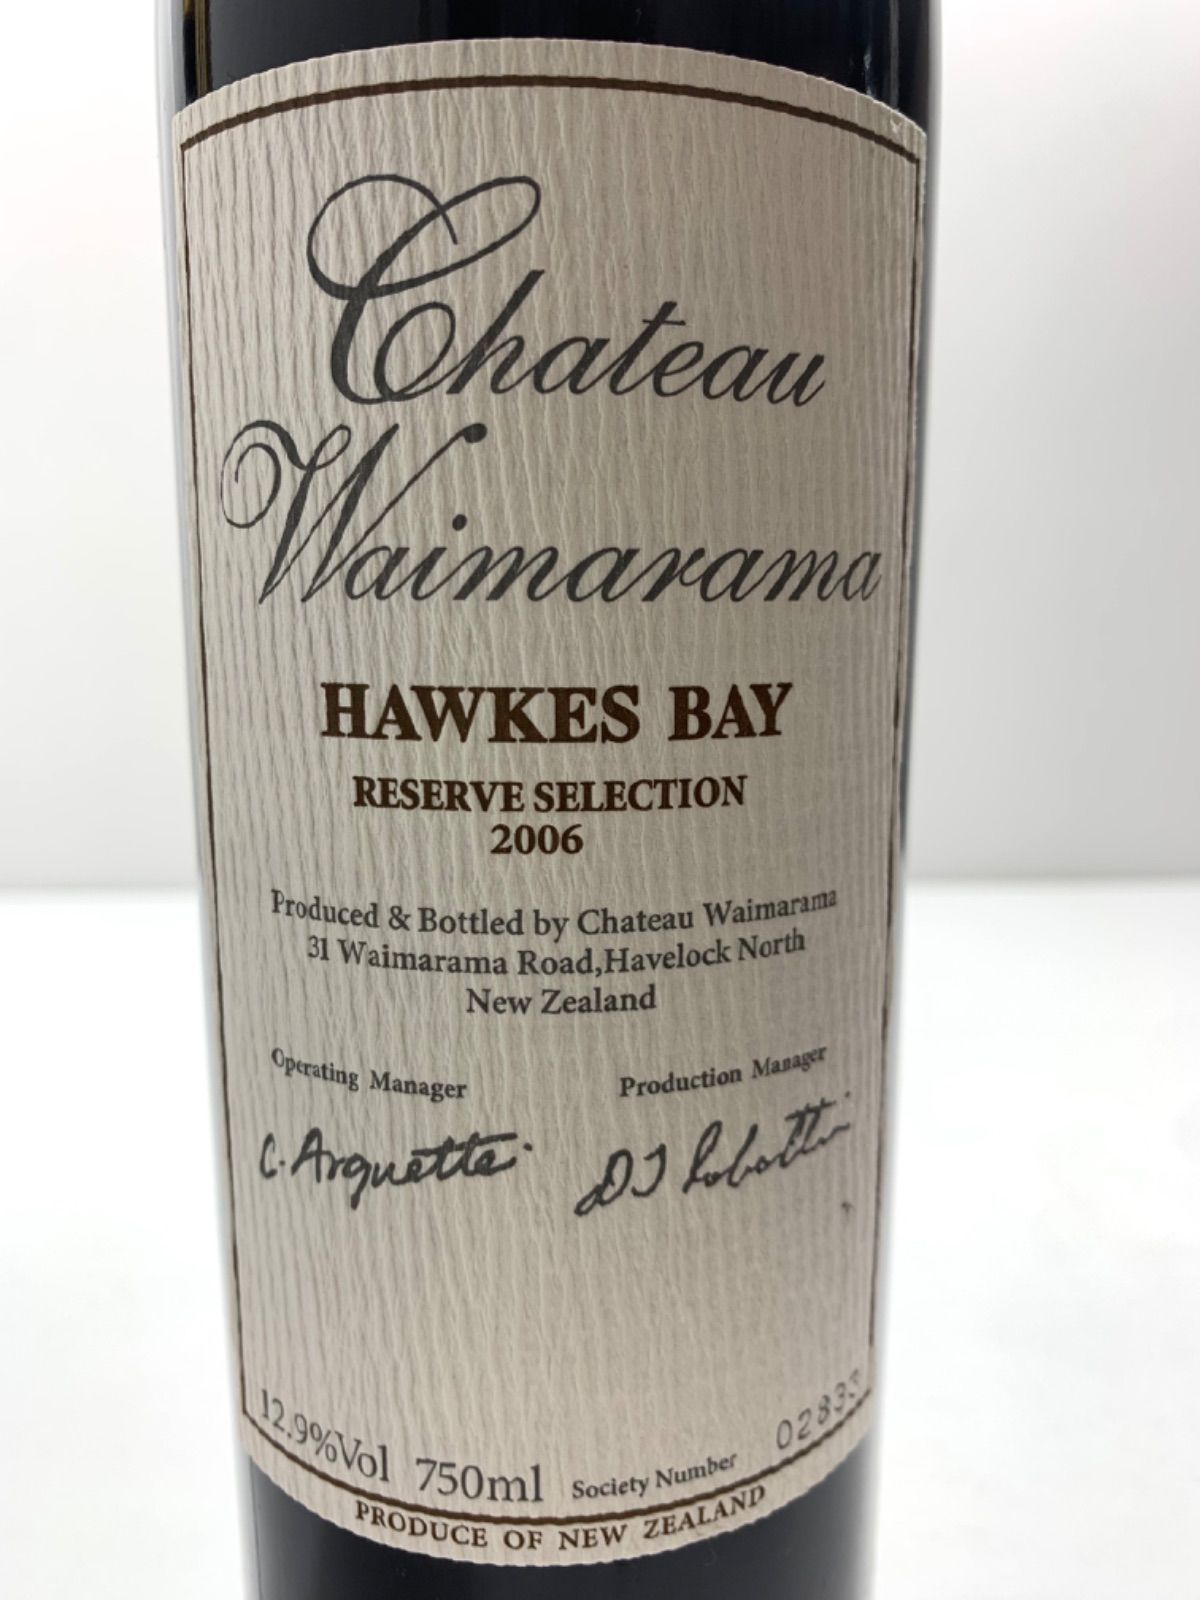 Chateau
Waimarama
HAWKES BAY
RESERVE SELECTION
2006
Produced & Bottled by Chateau Waimarama
31 Waimarama Road,Havelock North
New Zealand
Operating Manager Production Manager
C. Arquette
12.9%Vol 750ml Society Number 02833
PRODUCE OF NEW ZEALAND